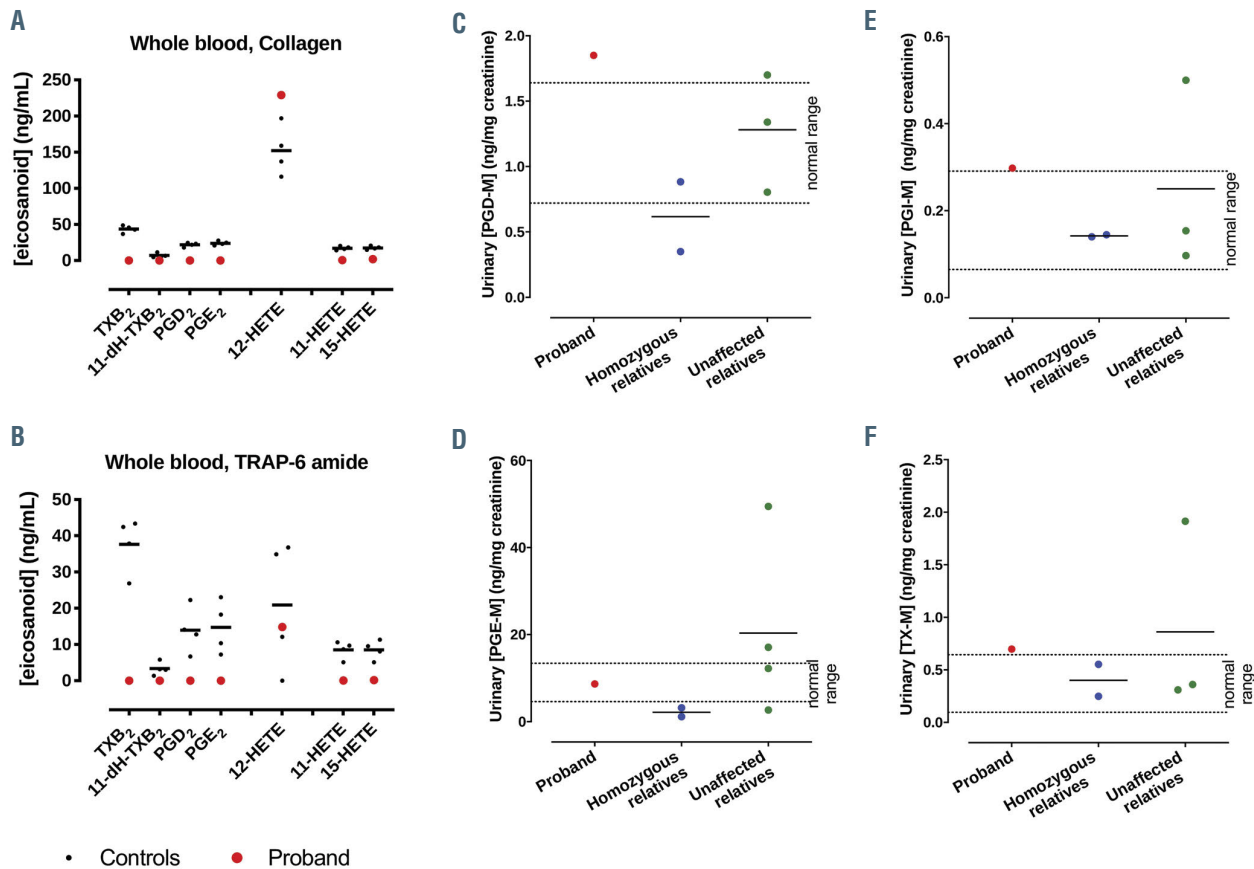 A
Whole blood, Collagen
[eicosanoid] (ng/mL)
250
200
150
100
50
0
TXB2
11-dH-TXB2
PGD2
PGE2
12-HETE
11-HETE
15-HETE
B
Whole blood, TRAP-6 amide
[eicosanoid] (ng/mL)
50
40
30
20
10
0
TXB2
11-dH-TXB2
PGD2
PGE2
12-HETE
11-HETE
15-HETE
Controls
Proband
C
Urinary [PGD-M] (ng/mg creatinine)
2.0
1.5
1.0
0.5
0.0
normal range
Proband
Homozygous
relatives
Unaffected
relatives
D
Urinary [PGE-M] (ng/mg creatinine)
60
40
20
0
normal
range
Proband
Homozygous
relatives
Unaffected
relatives
E
Urinary [PGI-M] (ng/mg creatinine)
0.6
0.4
0.2
0.0
normal range
Proband
Homozygous
relatives
Unaffected
relatives
F
Urinary [TX-M] (ng/mg creatinine)
2.5
2.0
1.5
1.0
0.5
0.0
normal
range
Proband
Homozygous
relatives
Unaffected
relatives